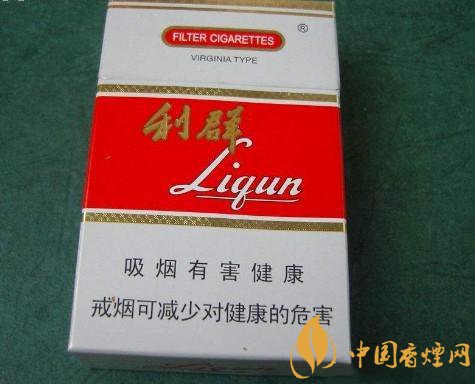 FILTER CIGARETTES
®
VIRGINIA TYPE
利群
Liqun
吸烟有害健康
戒烟可减少对健康的危害
中国香煙网